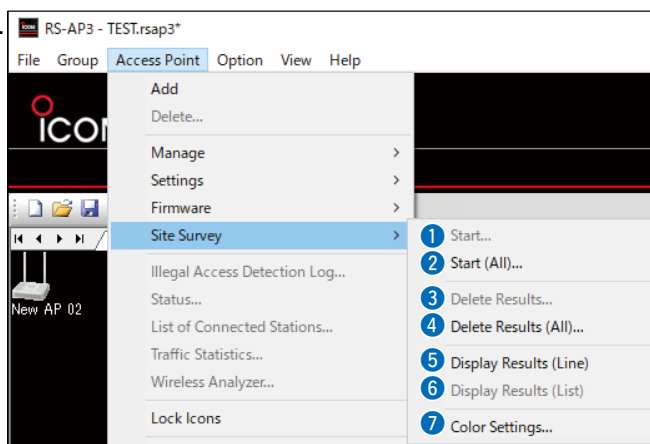 ICOM RS-AP3 - TEST.rsap3*
File Group Access Point Option View Help
ICOM
Add
Delete...
Manage
Settings
Firmware
Site Survey
Illegal Access Detection Log...
Status...
List of Connected Stations...
Traffic Statistics...
Wireless Analyzer...
Lock Icons
New AP 02
1 Start...
2 Start (All)...
3 Delete Results...
4 Delete Results (All)...
5 Display Results (Line)
6 Display Results (List)
7 Color Settings...